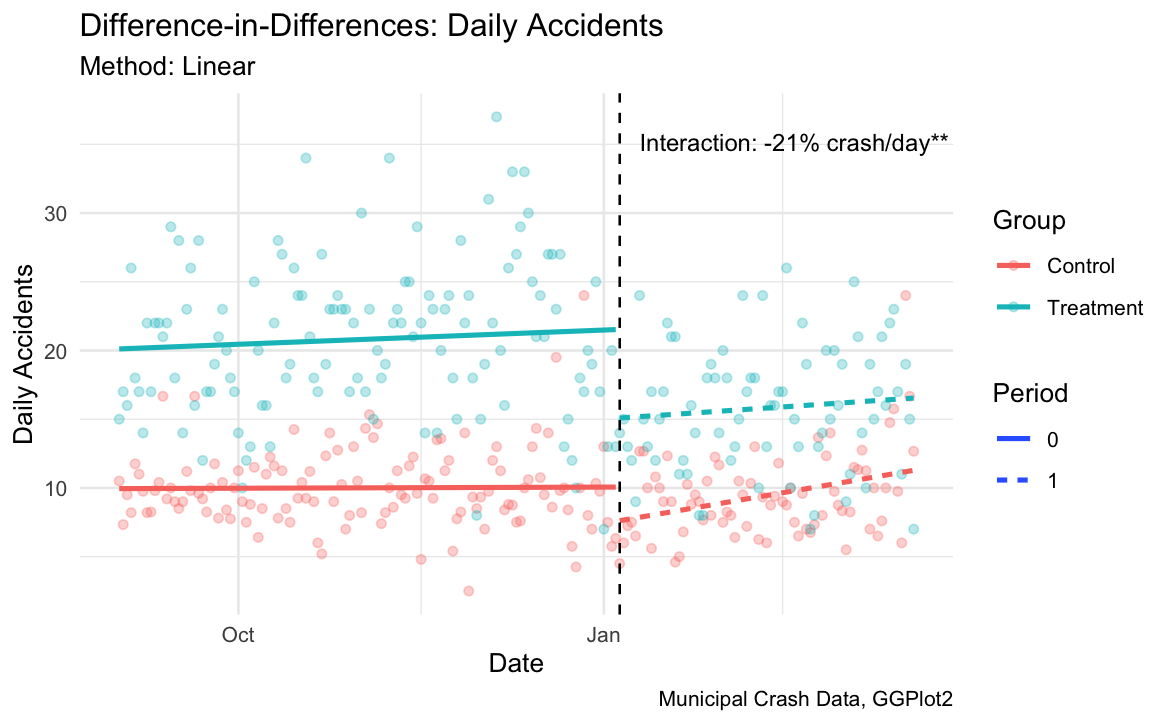 Difference-in-Differences: Daily Accidents
Method: Linear
Interaction: -21% crash/day**
Daily Accidents
30
20
10
Oct
Jan
Date
Group
Control
Treatment
Period
0
1
Municipal Crash Data, GGPlot2